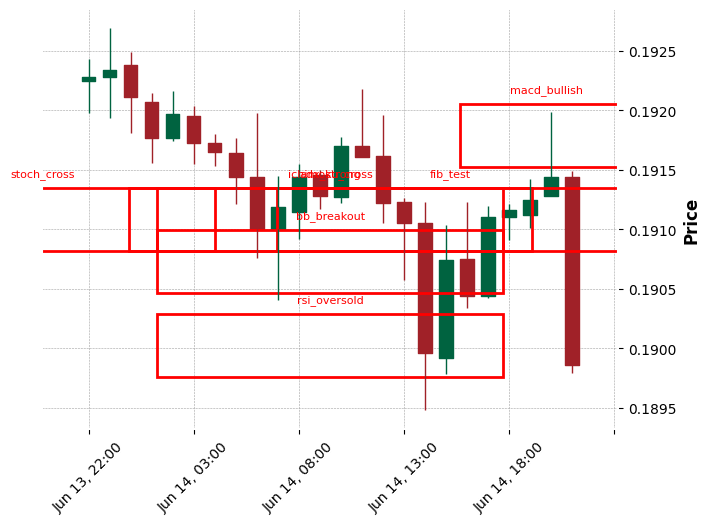 0.1925
macd_bullish
0.1920
0.1915
stoch_cross
fib_test
bb_breakout
0.1910
Price
0.1905
rsi_oversold
0.1900
0.1895
Jun 13, 22:00
Jun 14, 03:00
Jun 14, 08:00
Jun 14, 13:00
Jun 14, 18:00